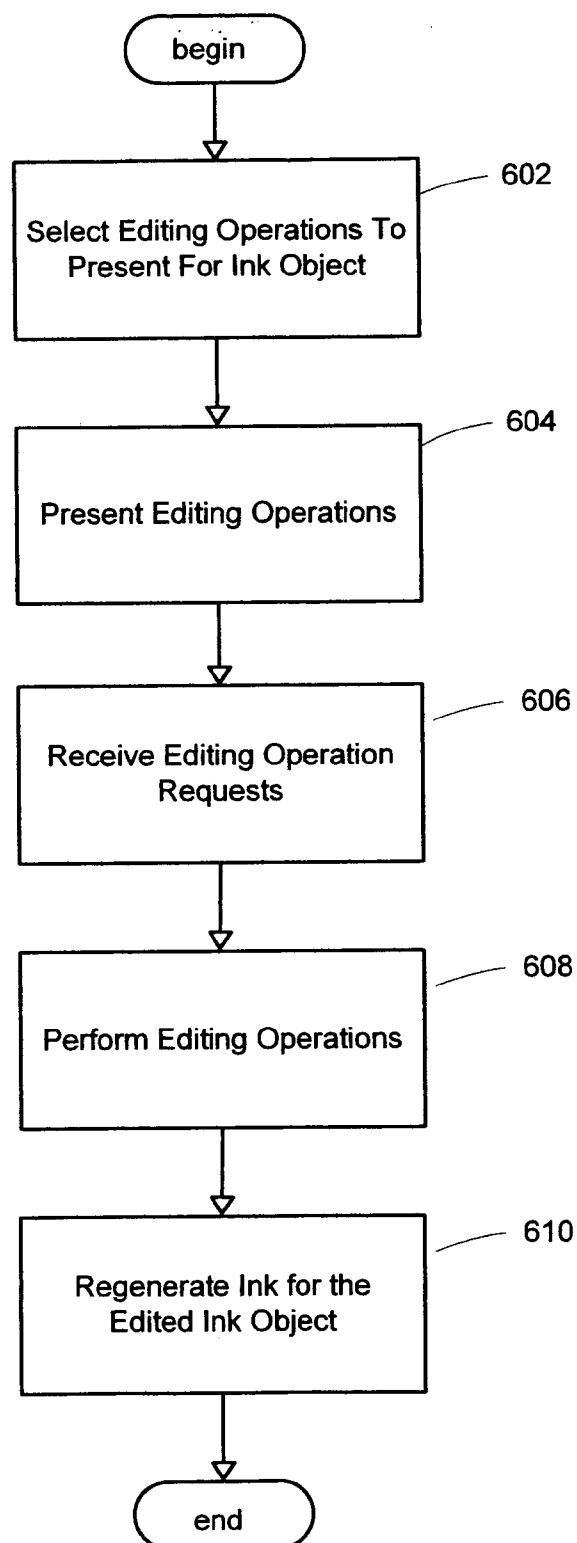 begin
602
Select Editing Operations To
Present For Ink Object
604
Present Editing Operations
606
Receive Editing Operation
Requests
608
Perform Editing Operations
610
Regenerate Ink for the
Edited Ink Object
end